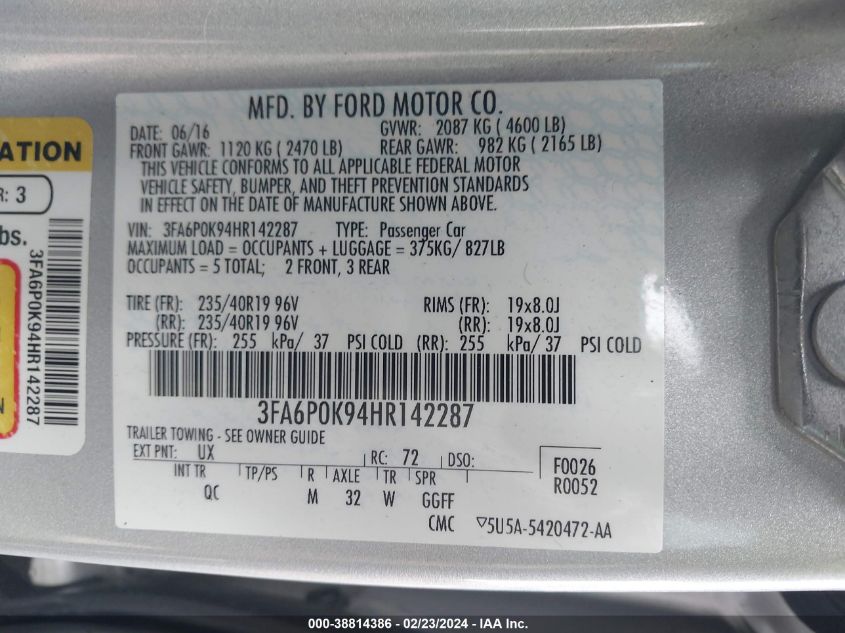 MFD. BY FORD MOTOR CO.
DATE: 06/16 GVWR: 2087 KG ( 4600 LB)
FRONT GAWR: 1120 KG ( 2470 LB) REAR GAWR: 982 KG ( 2165 LB)
THIS VEHICLE CONFORMS TO ALL APPLICABLE FEDERAL MOTOR
VEHICLE SAFETY, BUMPER, AND THEFT PREVENTION STANDARDS
IN EFFECT ON THE DATE OF MANUFACTURE SHOWN ABOVE.
VIN: 3FA6P0K94HR142287 TYPE: Passenger Car
MAXIMUM LOAD = OCCUPANTS + LUGGAGE = 375KG/ 827LB
OCCUPANTS = 5 TOTAL; 2 FRONT, 3 REAR
TIRE (FR): 235/40R19 96V RIMS (FR): 19x8.0J
(RR): 235/40R19 96V (RR): 19x8.0J
PRESSURE (FR): 255 kPa/ 37 PSI COLD (RR): 255 kPa/ 37 PSI COLD
3FA6P0K94HR142287
TRAILER TOWING - SEE OWNER GUIDE
EXT PNT: UX RC: 72 DSO:
INT TR TP/PS R AXLE TR SPR
QC M 32 W GGFF
F0026
R0052
CMC ▽5U5A-5420472-AA
ATION
R: 3
bs.
3FA6P0K94HR142287
N
000-38814386 - 02/23/2024 - IAA Inc.